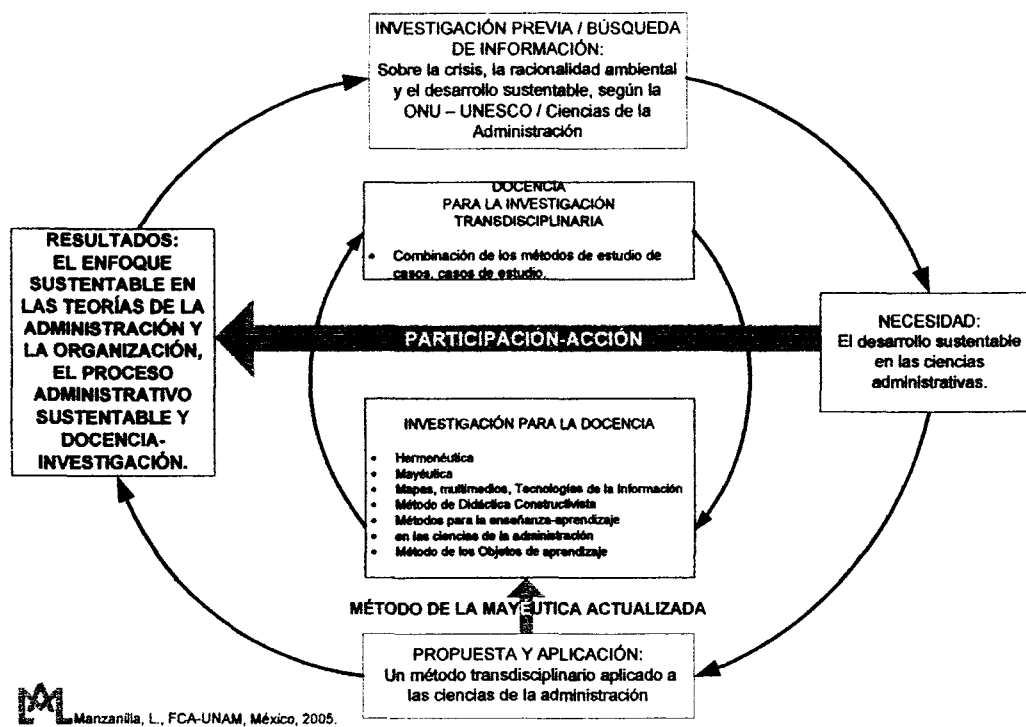 INVESTIGACIÓN PREVIA / BÚSQUEDA
DE INFORMACIÓN:
Sobre la crisis, la racionalidad ambiental
y el desarrollo sustentable, según la
ONU – UNESCO / Ciencias de la
Administración
DOCENCIA
PARA LA INVESTIGACIÓN
TRANSDISCIPLINARIA
• Combinación de los métodos de estudio de
casos, casos de estudio.
RESULTADOS:
EL ENFOQUE
SUSTENTABLE EN
LAS TEORÍAS DE LA
ADMINISTRACIÓN Y
LA ORGANIZACIÓN,
EL PROCESO
ADMINISTRATIVO
SUSTENTABLE Y
DOCENCIA-
INVESTIGACIÓN.
PARTICIPACIÓN-ACCIÓN
NECESIDAD:
El desarrollo sustentable
en las ciencias
administrativas.
INVESTIGACIÓN PARA LA DOCENCIA
• Hermenéutica
• Mayéutica
• Mapas, multimedios, Tecnologías de la Información
• Método de Didáctica Constructivista
• Métodos para la enseñanza-aprendizaje
• en las ciencias de la administración
• Método de los Objetos de aprendizaje
MÉTODO DE LA MAYÉUTICA ACTUALIZADA
PROPUESTA Y APLICACIÓN:
Un método transdisciplinario aplicado a
las ciencias de la administración
Manzanilla, L., FCA-UNAM, México, 2005.